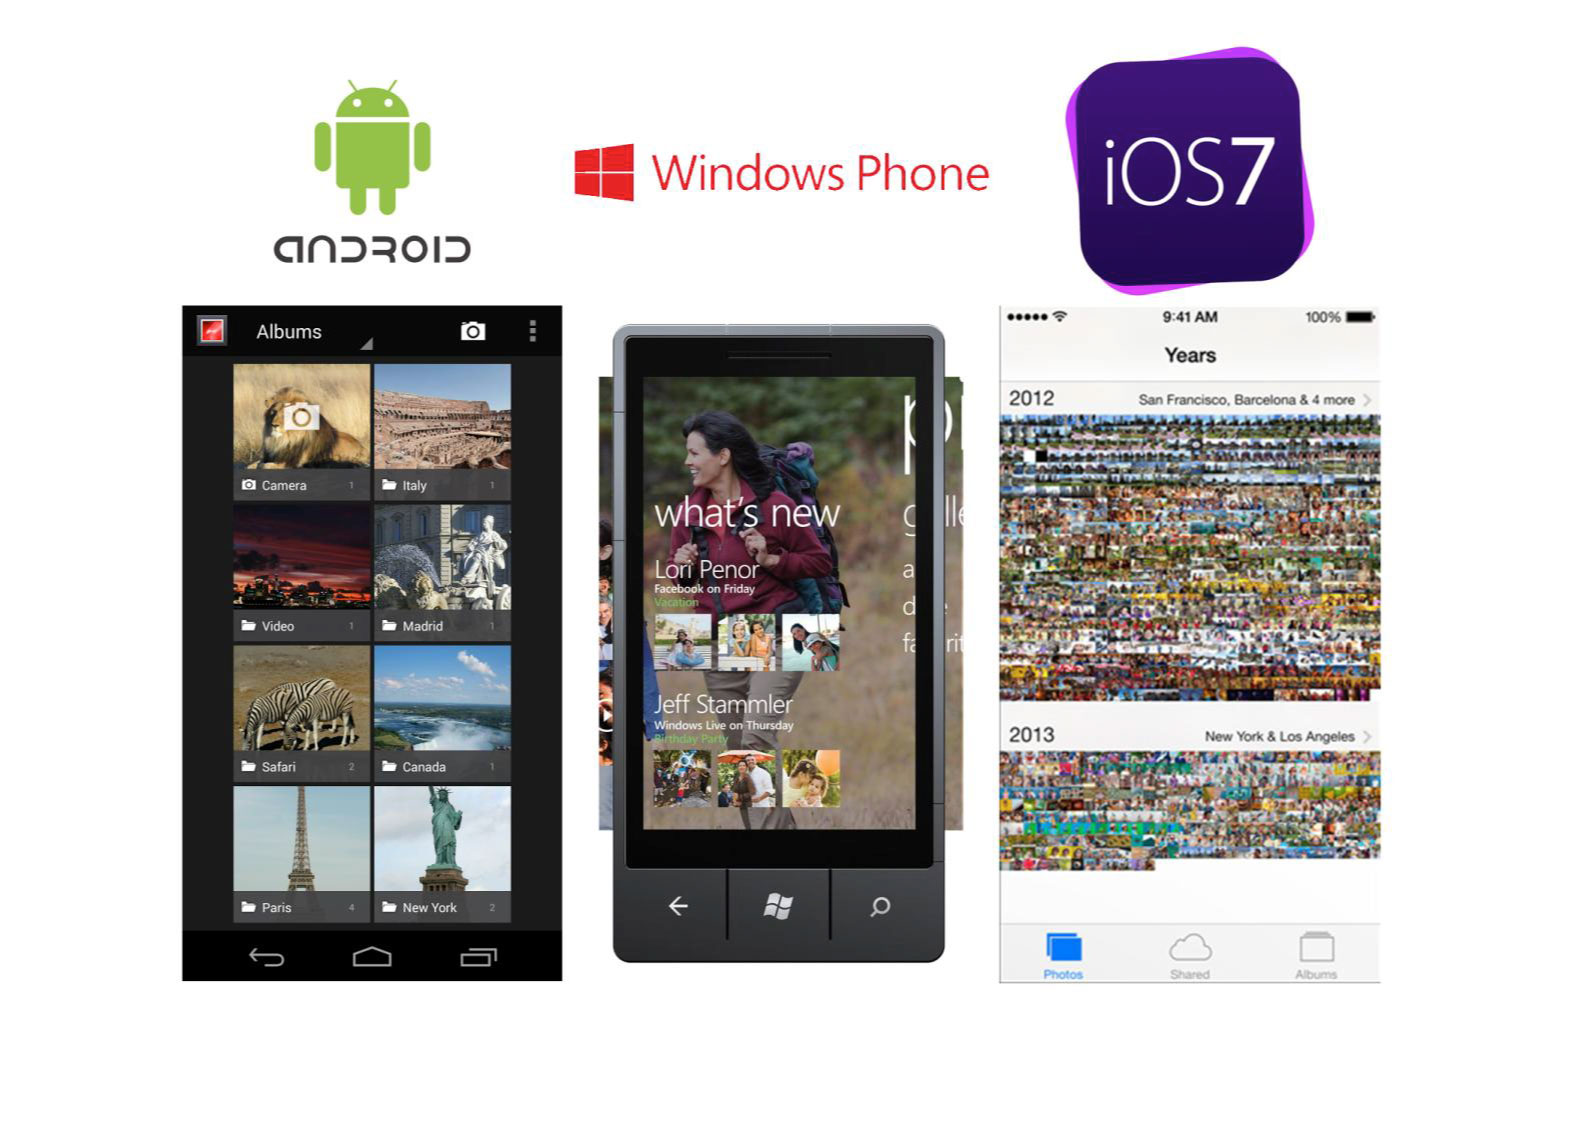 ANDROID
Windows Phone
iOS7
Albums
Camera 1
Italy 1
Video 1
Madrid 1
Safari 2
Canada 1
Paris 4
New York 2
what's new
Lori Penor
Facebook on Friday
Vacation
Jeff Stammler
Windows Live on Thursday
Birthday Party
9:41 AM
100%
Years
2012
San Francisco, Barcelona & 4 more
2013
New York & Los Angeles
Photos
Shared
Albums